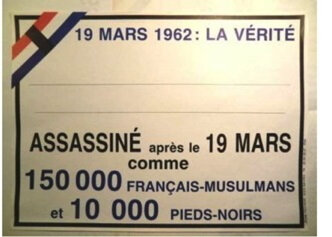 19 MARS 1962 : LA VÉRITÉ
ASSASSINÉ après le 19 MARS
comme
150 000 FRANÇAIS-MUSULMANS
et 10 000 PIEDS-NOIRS